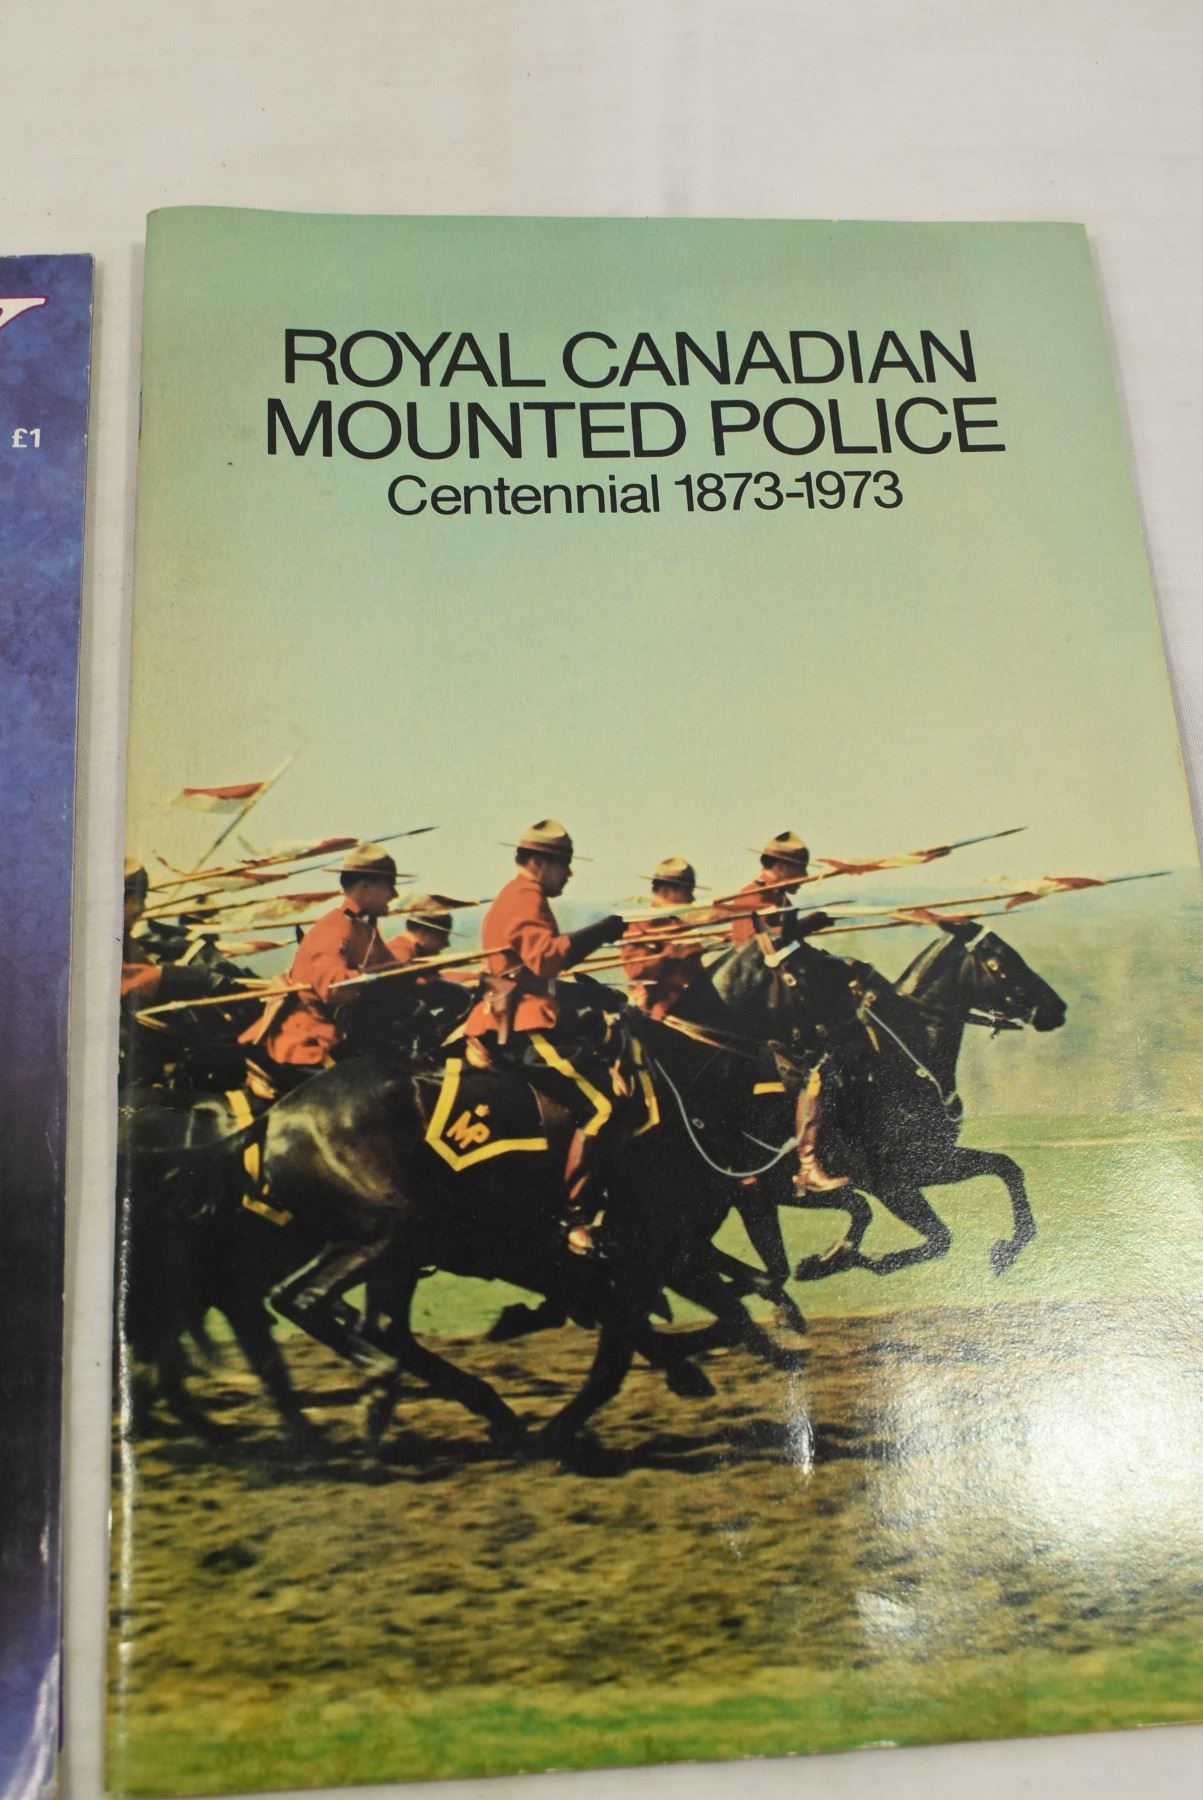 ROYAL CANADIAN
MOUNTED POLICE
Centennial 1873-1973
£1
MP